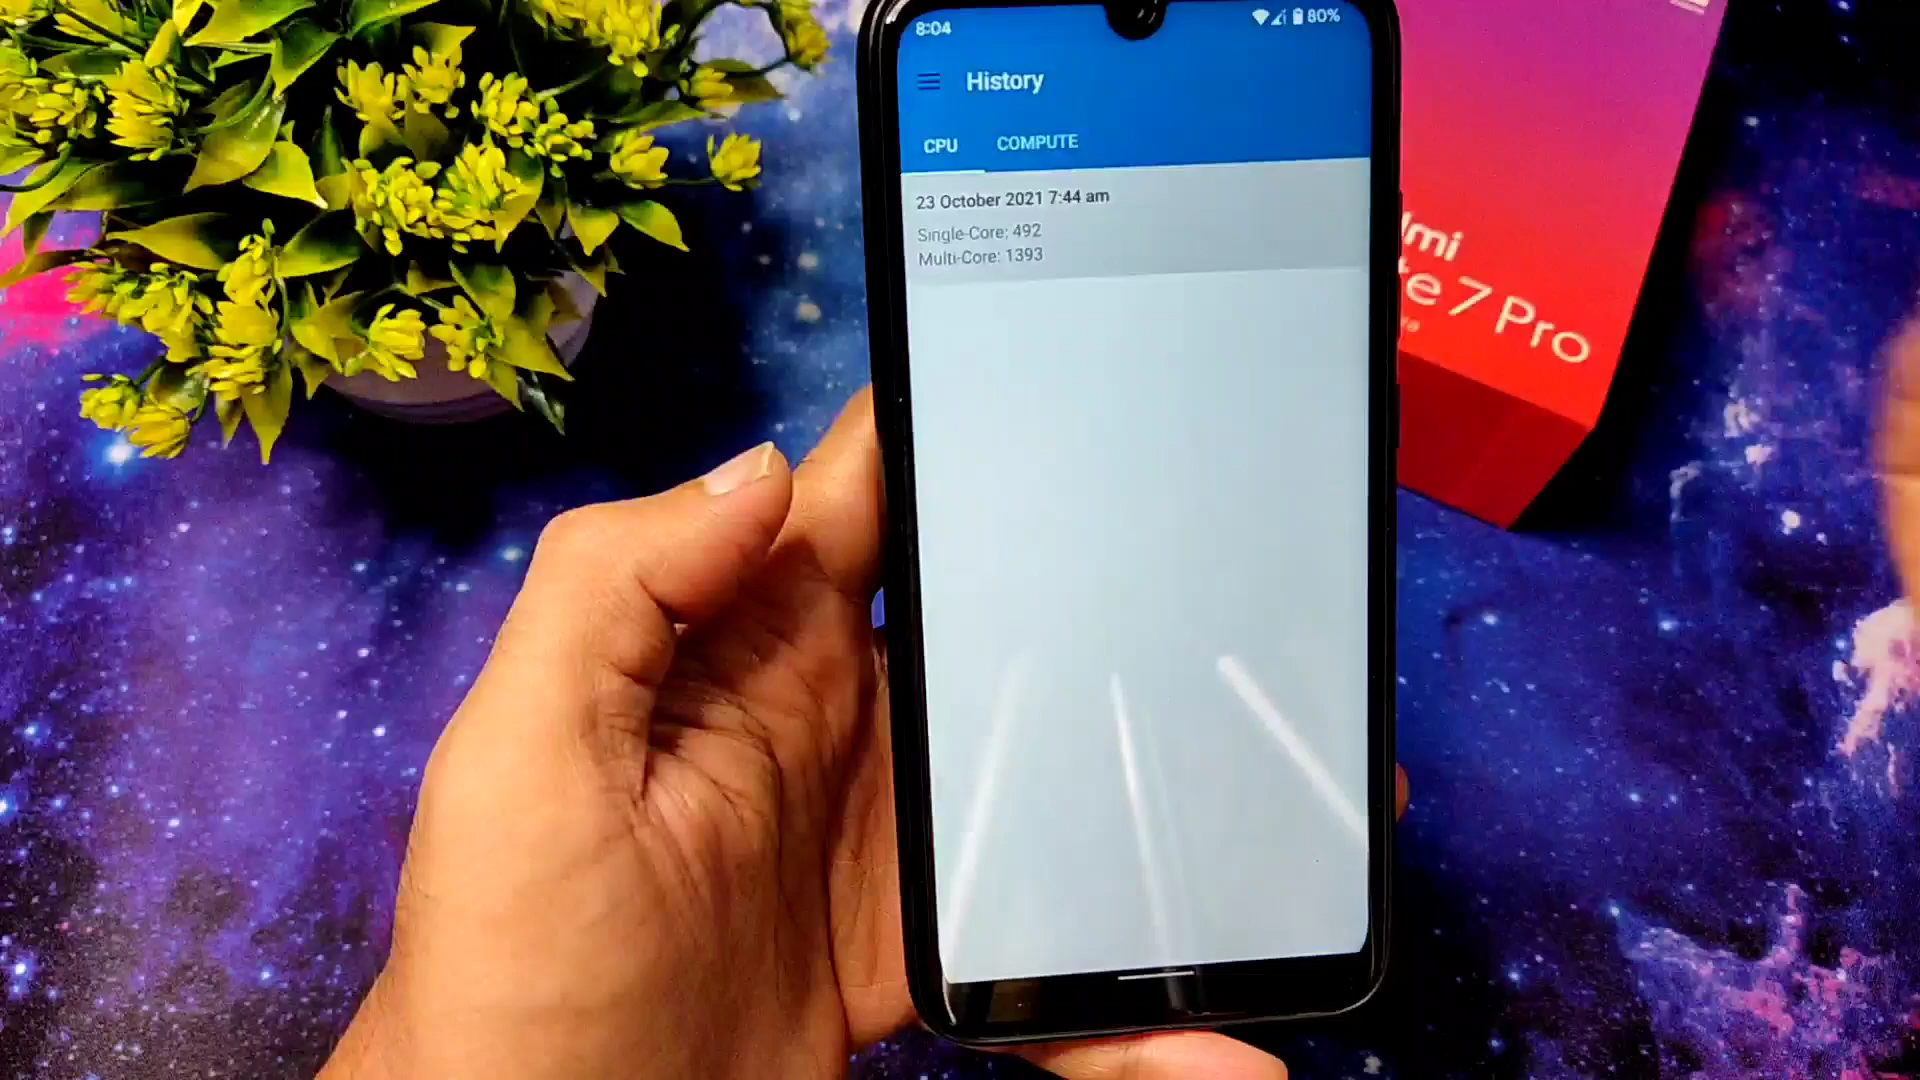 8:04
80%
History
CPU
COMPUTE
23 October 2021 7:44 am
Single-Core: 492
Multi-Core: 1393
7 Pro